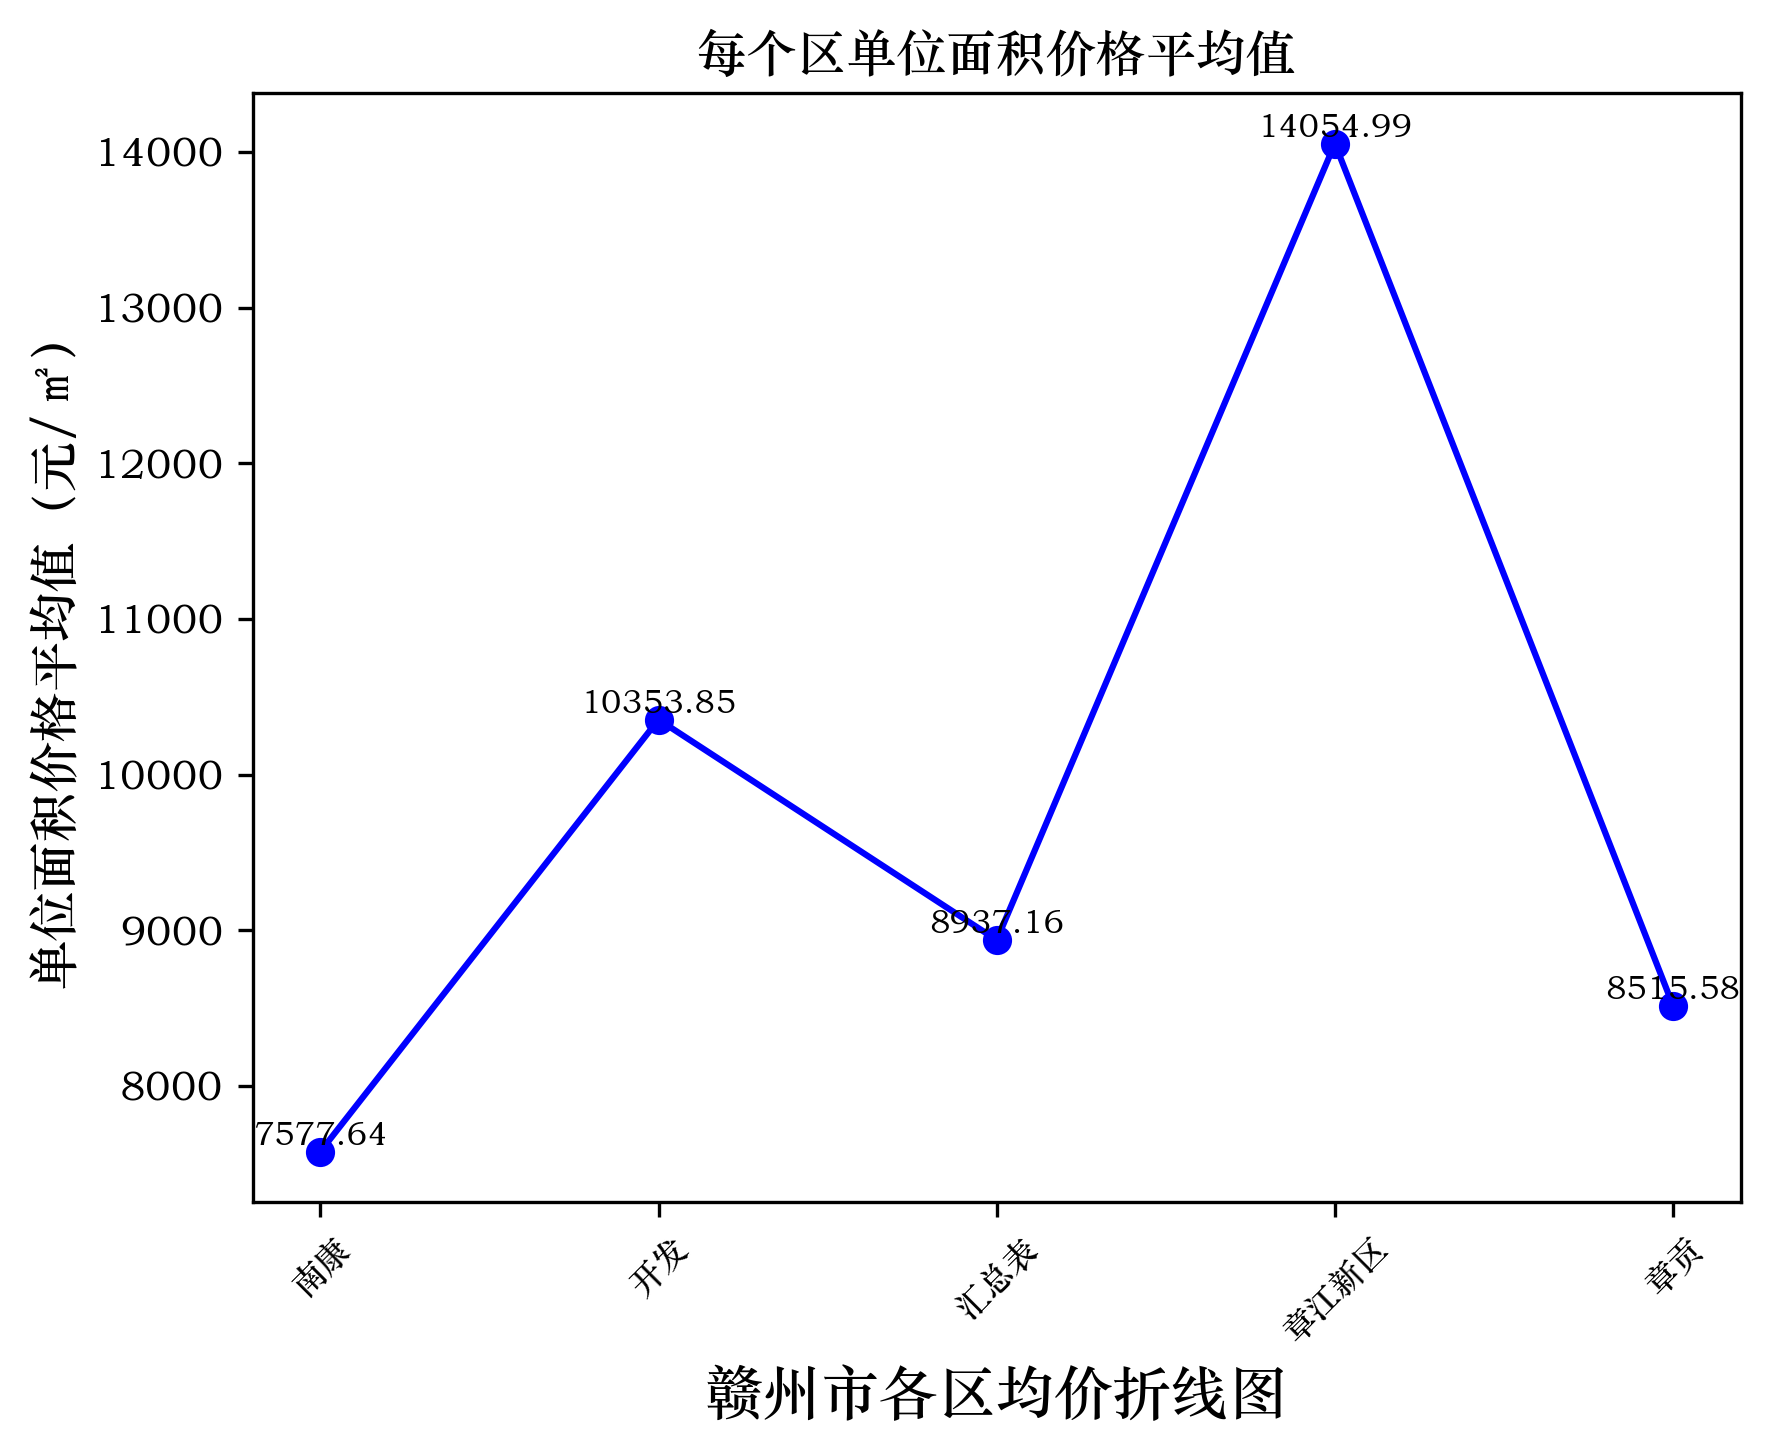 每个区单位面积价格平均值
单位面积价格平均值（元/㎡）
14000
13000
12000
11000
10000
9000
8000
7577.64
10353.85
8937.16
14054.99
8515.58
南康
开发
汇总表
章江新区
章贡
赣州市各区均价折线图